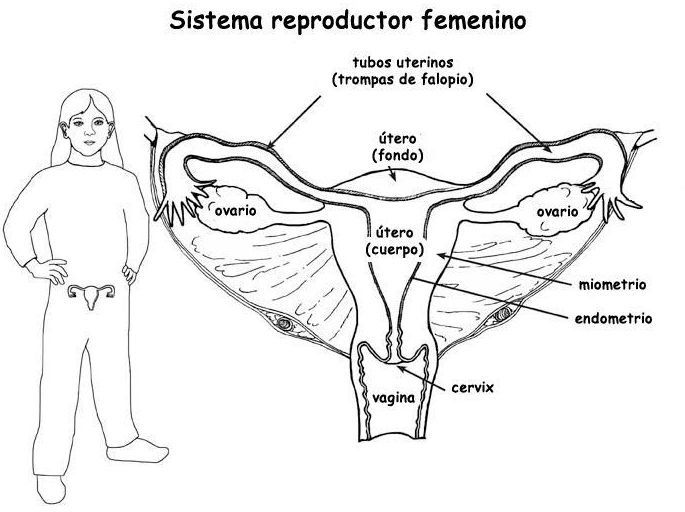 Sistema reproductor femenino
tubos uterinos
(trompas de falopio)
útero
(fondo)
ovario
ovario
útero
(cuerpo)
miometrio
endometrio
cervix
vagina